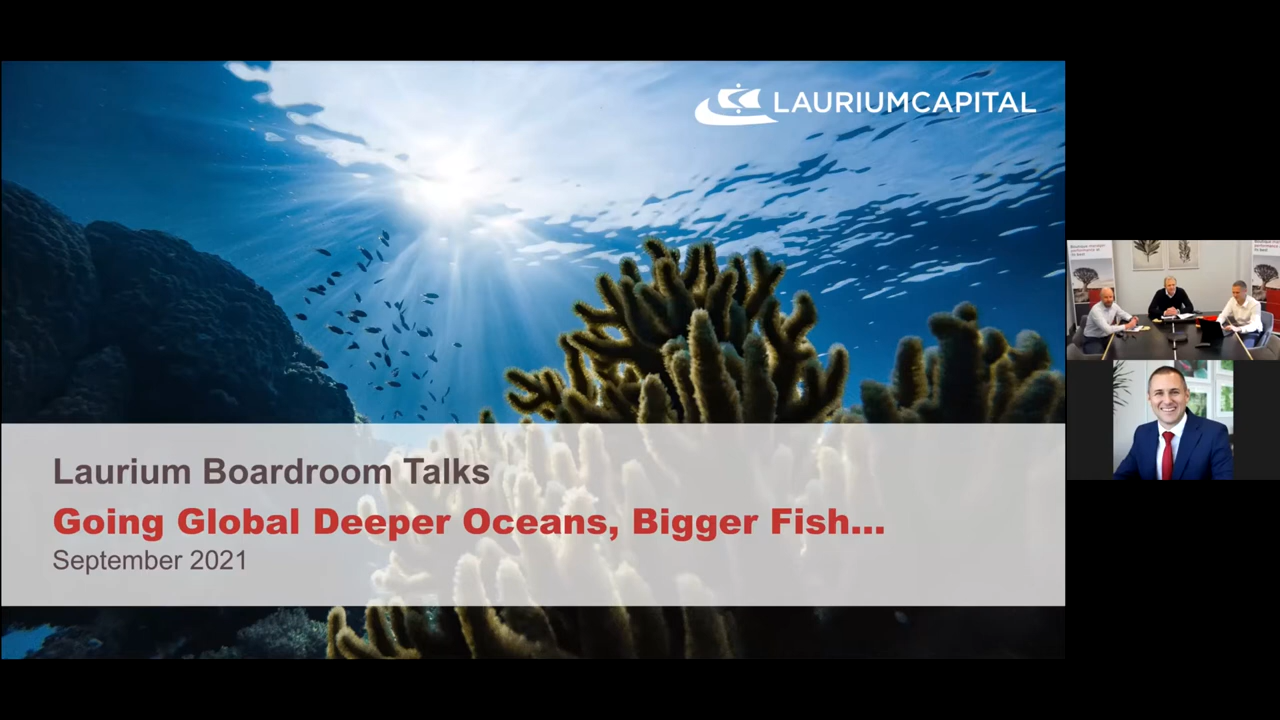 LAURIUMCAPITAL
Laurium Boardroom Talks
Going Global Deeper Oceans, Bigger Fish...
September 2021